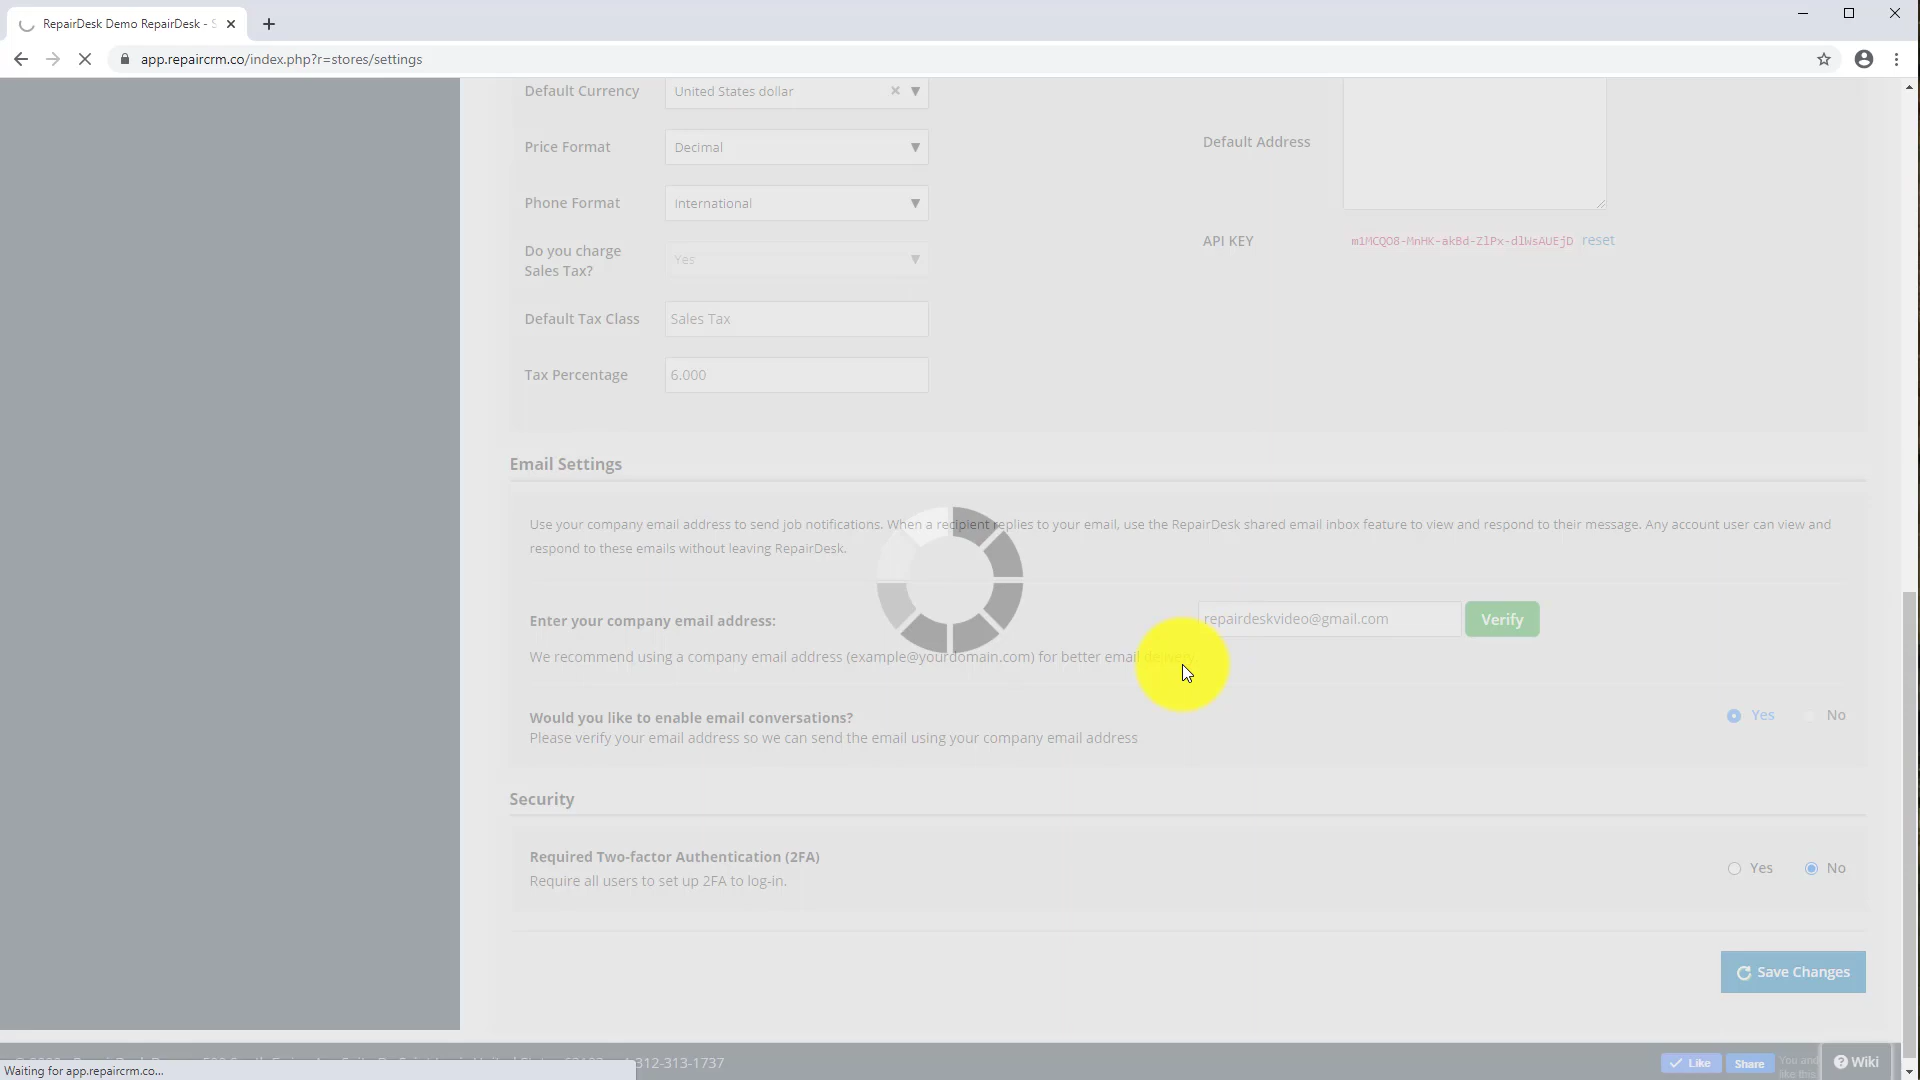 RepairDesk Demo RepairDesk -
app.repaircrm.co/index.php?r=stores/settings
Default Currency
United States dollar
Price Format
Decimal
Default Address
Phone Format
International
Do you charge
Sales Tax?
Yes
API KEY
m1MCQO8-MnHK-akBd-ZlPx-dlWsAUEjD reset
Default Tax Class
Sales Tax
Tax Percentage
6.000
Email Settings
Use your company email address to send job notifications. When a recipient replies to your email, use the RepairDesk shared email inbox feature to view and respond to their message. Any account user can view and
respond to these emails without leaving RepairDesk.
Enter your company email address:
repairdeskvideo@gmail.com
Verify
We recommend using a company email address (example@yourdomain.com) for better email delivery
Would you like to enable email conversations?
Yes
No
Please verify your email address so we can send the email using your company email address
Security
Required Two-factor Authentication (2FA)
Require all users to set up 2FA to log-in.
Yes
No
Save Changes
312-313-1737
Like
Share
You and
like this
Wiki
Waiting for app.repaircrm.co...